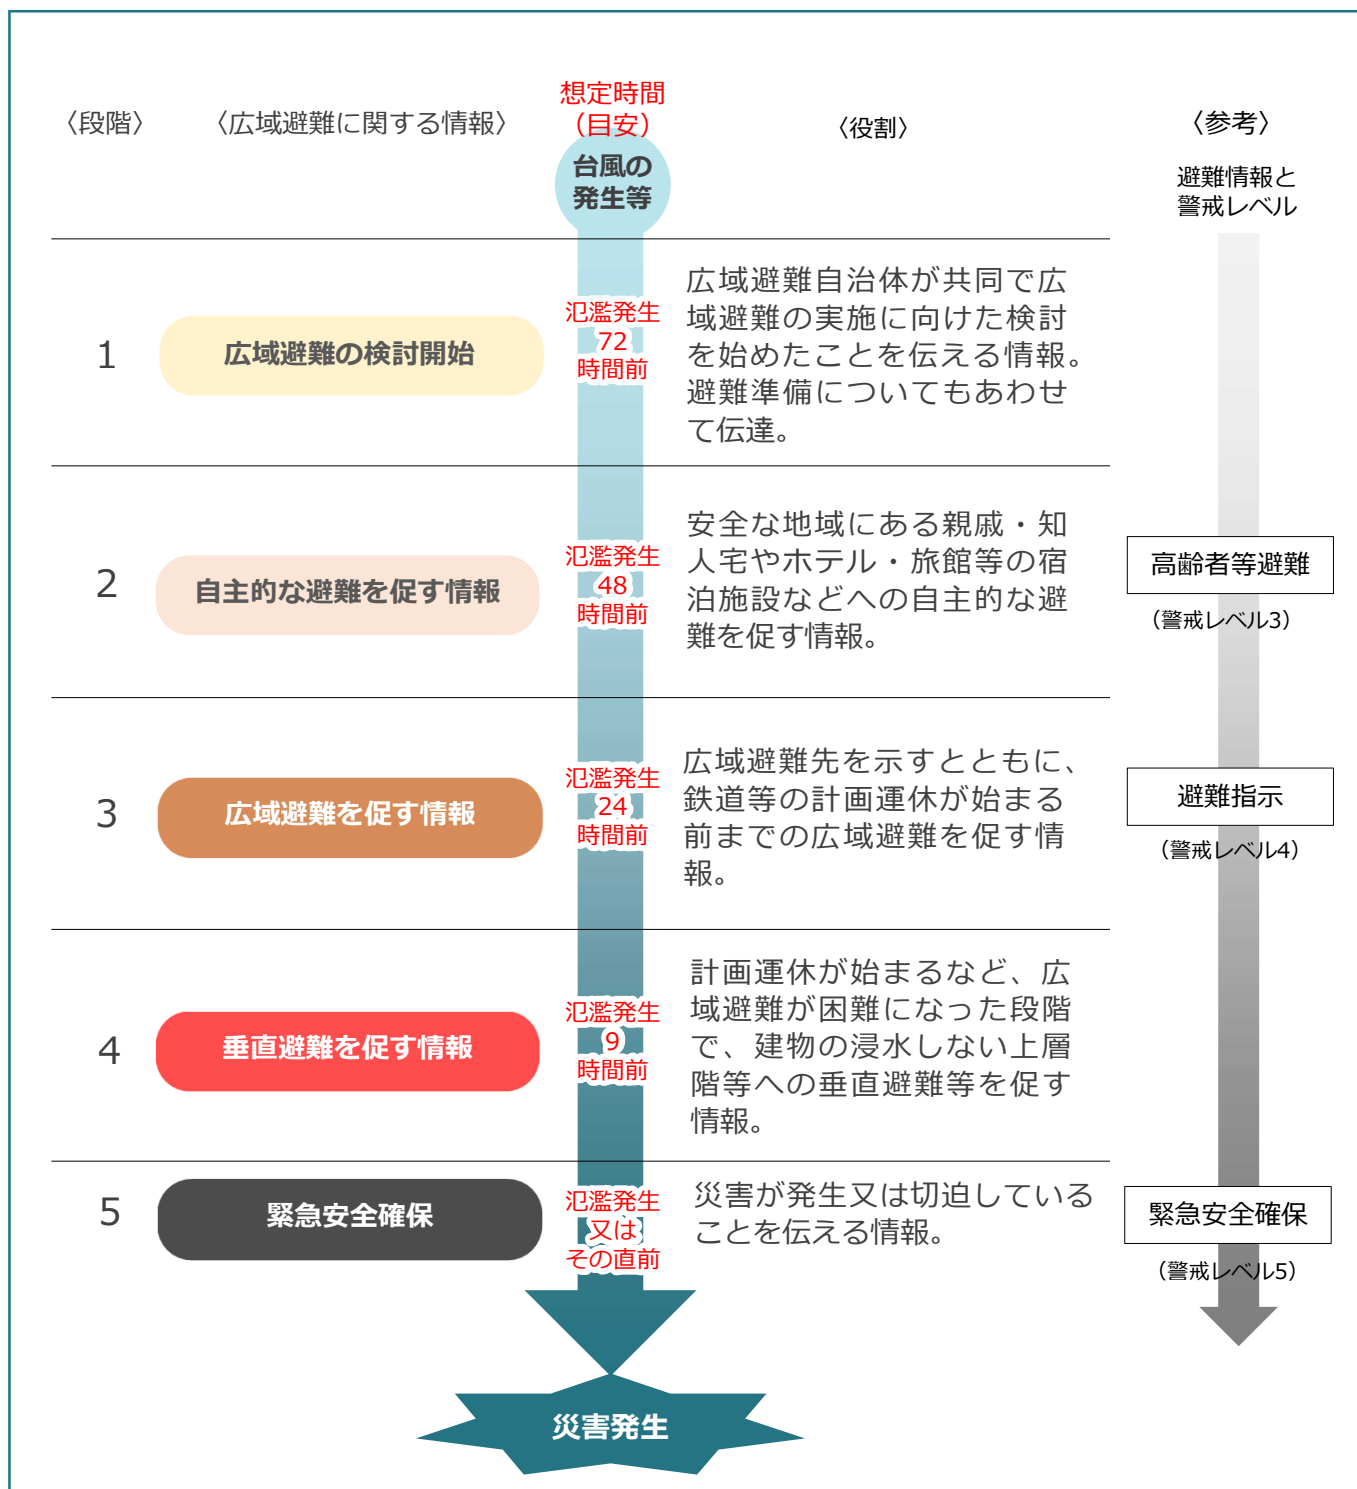 〈段階〉
〈広域避難に関する情報〉
想定時間
（目安）
〈役割〉
〈参考〉
台風の
発生等
避難情報と
警戒レベル
1
広域避難の検討開始
氾濫発生
72
時間前
広域避難自治体が共同で広
域避難の実施に向けた検討
を始めたことを伝える情報。
避難準備についてもあわせ
て伝達。
2
自主的な避難を促す情報
氾濫発生
48
時間前
安全な地域にある親戚・知
人宅やホテル・旅館等の宿
泊施設などへの自主的な避
難を促す情報。
高齢者等避難
（警戒レベル3）
3
広域避難を促す情報
氾濫発生
24
時間前
広域避難先を示すとともに、
鉄道等の計画運休が始まる
前までの広域避難を促す情
報。
避難指示
（警戒レベル4）
4
垂直避難を促す情報
氾濫発生
9
時間前
計画運休が始まるなど、広
域避難が困難になった段階
で、建物の浸水しない上層
階等への垂直避難等を促す
情報。
5
緊急安全確保
氾濫発生
又は
その直前
災害が発生又は切迫している
ことを伝える情報。
緊急安全確保
（警戒レベル5）
災害発生